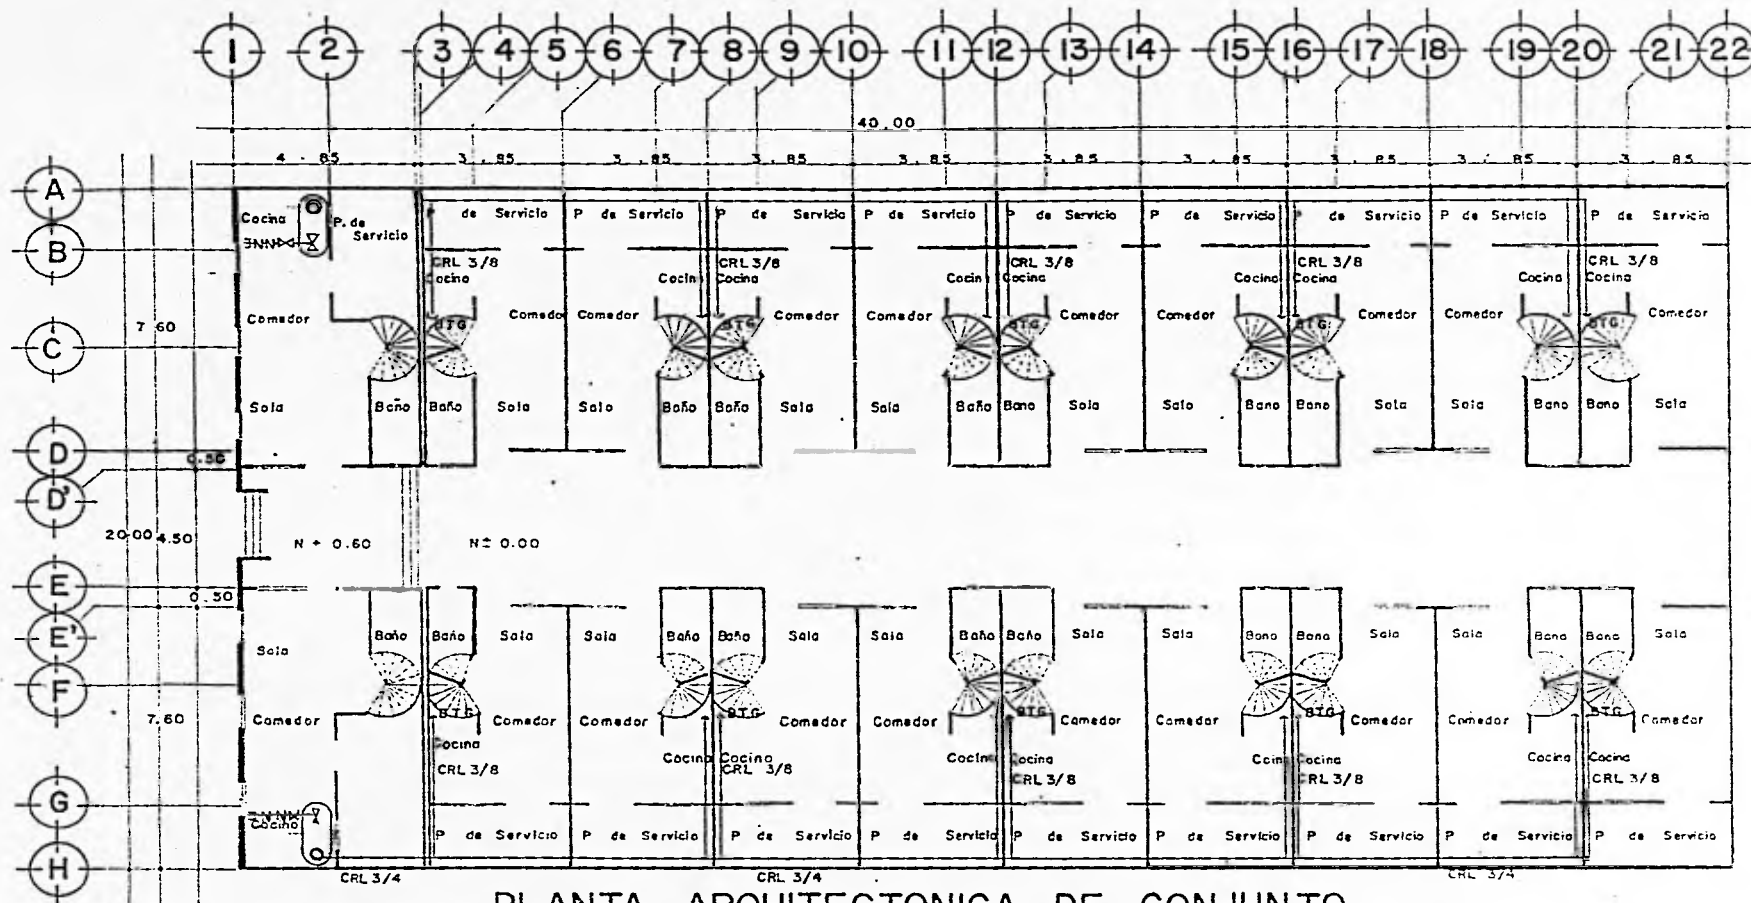 1 2 3 4 5 6 7 8 9 10 11 12 13 14 15 16 17 18 19 20 21 22
40.00
4.85 3.85 3.85 3.85 3.85 3.85 3.85 3.85 3.85
A
Cocina P. de Servicio P de Servicio P de Servicio P de Servicio P de Servicio P de Servicio P de Servicio P de Servicio P de Servicio P de Servicio
B
CRL 3/8 CRL 3/8 CRL 3/8 CRL 3/8 CRL 3/8
Cocina Cocin Cocina Cocin Cocina Cocina Cocina Cocina Cocina
7.60 Comedor BTG Comedor Comedor BTG Comedor Comedor BTG Comedor Comedor BTG Comedor Comedor BTG Comedor
C
Sala Baño Baño Sala Sala Baño Baño Sala Sala Baño Bano Sala Sala Bano Bano Sala Sala Bano Bano Sala
D
0.50
D'
20.00 4.50 N + 0.60 N± 0.00
E
0.50
E'
Sala Baño Baño Sala Sala Baño Baño Sala Sala Baño Baño Sala Sala Bano Bano Sala Sala Bano Bano Sala
F
7.60 Comedor BTG Comedor Comedor BTG Comedor Comedor BTG Comedor Comedor BTG Comedor Comedor BTG Comedor
Cocina Cocina Cocina Cocina Cocina Cocina Cocina Cocina
CRL 3/8 CRL 3/8 CRL 3/8 CRL 3/8 CRL 3/8
G
Cocina P de Servicio P de Servicio P de Servicio P de Servicio P de Servicio P de Servicio P de Servicio P de Servicio P de Servicio
H
CRL 3/4 CRL 3/4 CRL 3/4
PLANTA ARQUITECTONICA DE CONJUNTO